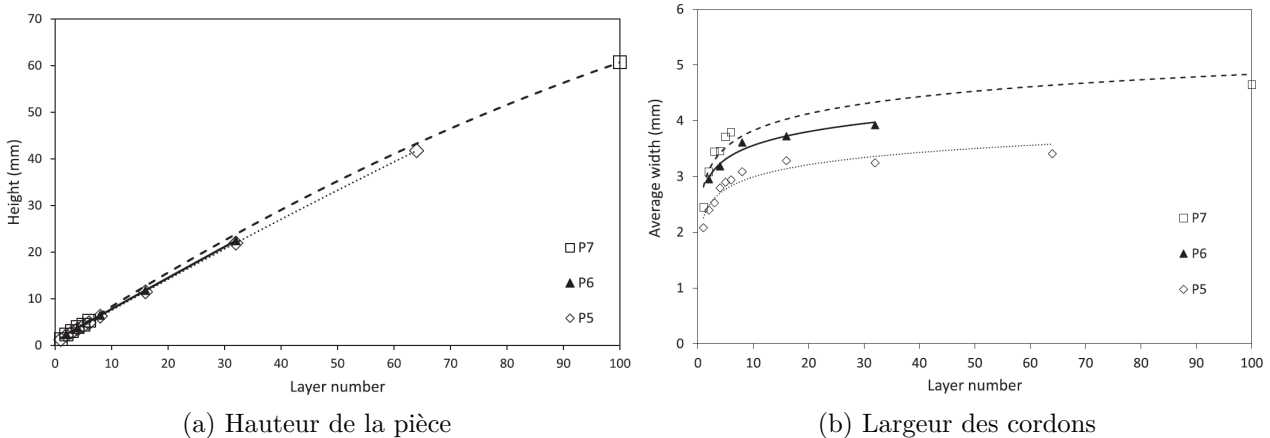 70
60
50
40
30
20
10
0
Height (mm)
P7
P6
P5
0 10 20 30 40 50 60 70 80 90 100
Layer number
(a) Hauteur de la pièce
6
5
4
3
2
1
0
Average width (mm)
P7
P6
P5
0 10 20 30 40 50 60 70 80 90 100
Layer number
(b) Largeur des cordons